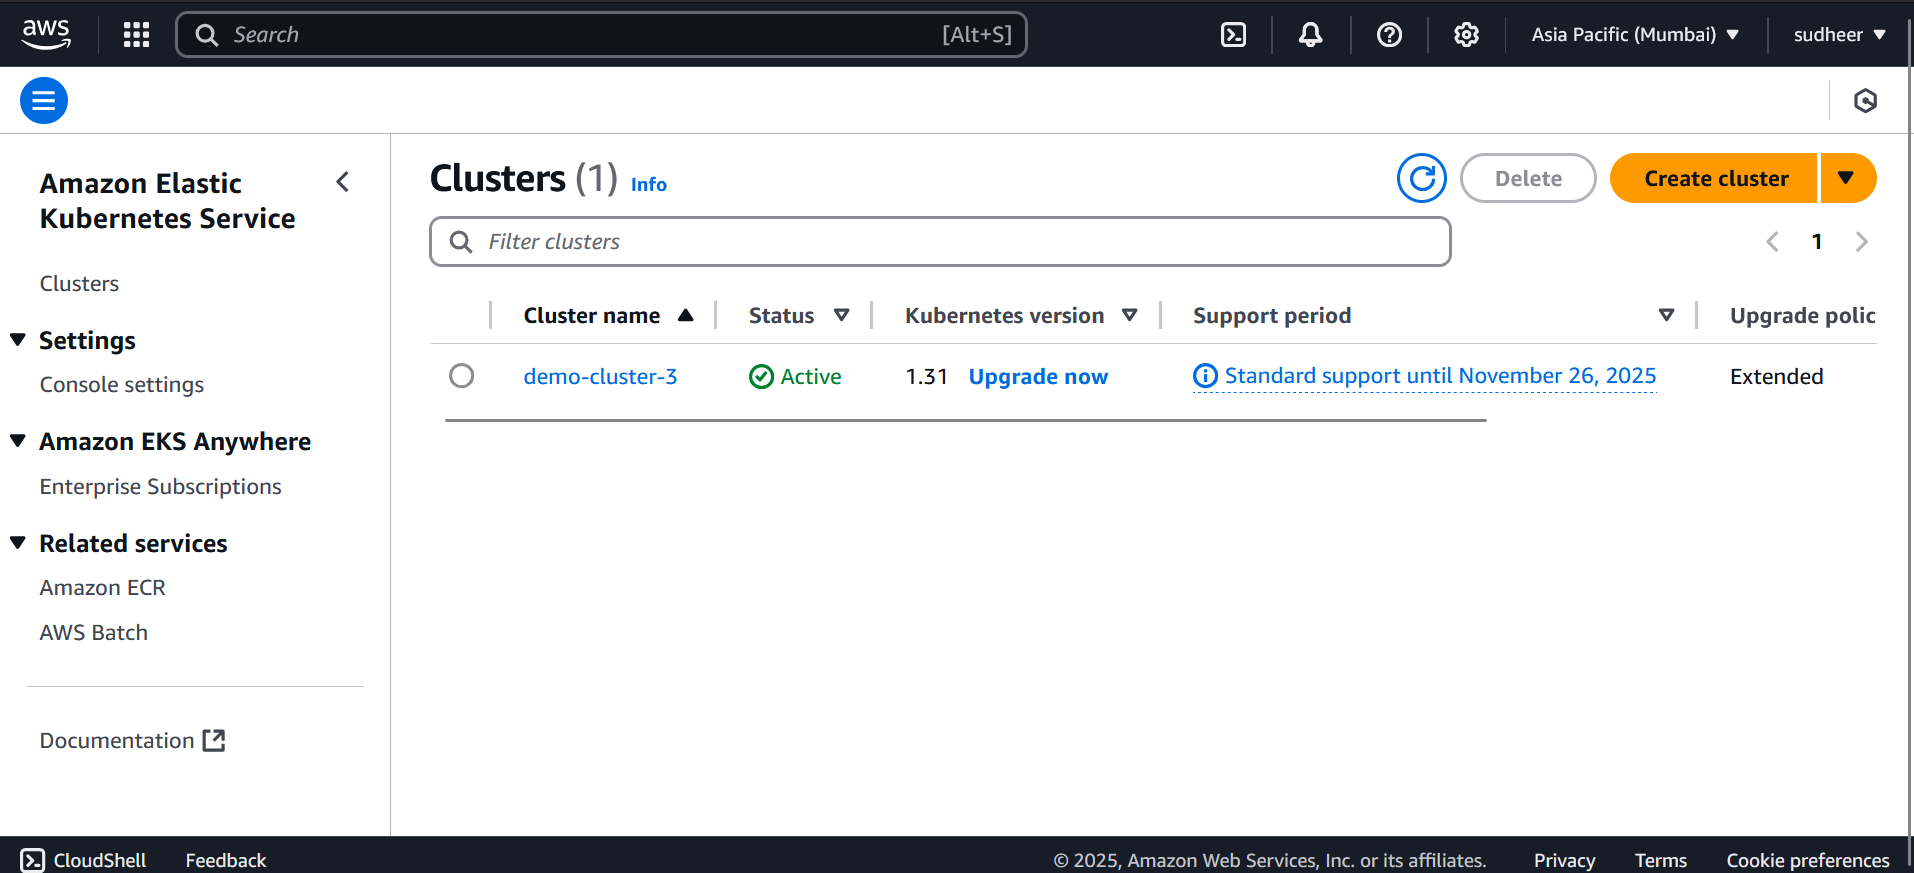 aws
Search [Alt+S]
Asia Pacific (Mumbai)
sudheer
Amazon Elastic
Kubernetes Service
Clusters
Settings
Console settings
Amazon EKS Anywhere
Enterprise Subscriptions
Related services
Amazon ECR
AWS Batch
Documentation
Clusters (1) Info
Delete
Create cluster
Filter clusters
1
Cluster name Status Kubernetes version Support period Upgrade polic
demo-cluster-3 Active 1.31 Upgrade now Standard support until November 26, 2025 Extended
CloudShell Feedback © 2025, Amazon Web Services, Inc. or its affiliates. Privacy Terms Cookie preferences